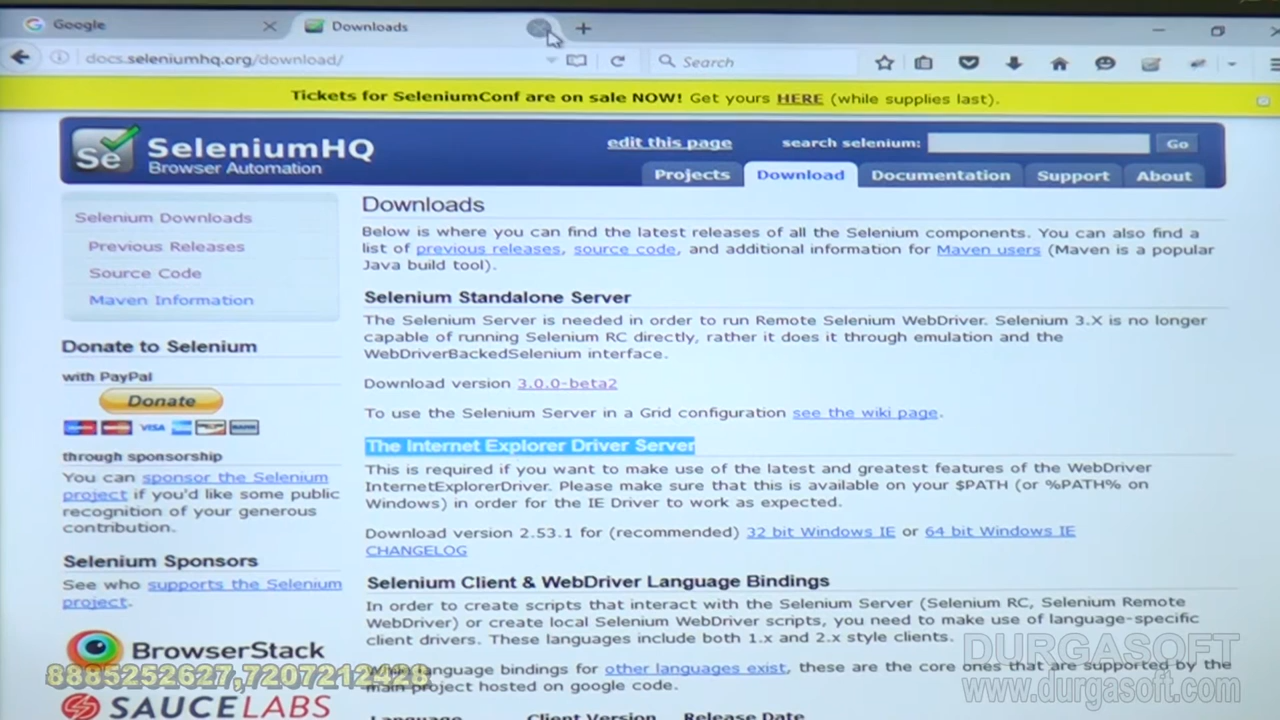 Google
Downloads
docs.seleniumhq.org/download/
Search
Tickets for SeleniumConf are on sale NOW! Get yours HERE (while supplies last).
Se
SeleniumHQ
Browser Automation
edit this page
search selenium:
Go
Projects
Download
Documentation
Support
About
Selenium Downloads
Previous Releases
Source Code
Maven Information
Donate to Selenium
with PayPal
Donate
VISA
through sponsorship
You can sponsor the Selenium
project if you'd like some public
recognition of your generous
contribution.
Selenium Sponsors
See who supports the Selenium
project.
BrowserStack
8885252627,7207212428
SAUCELABS
Downloads
Below is where you can find the latest releases of all the Selenium components. You can also find a
list of previous releases, source code, and additional information for Maven users (Maven is a popular
Java build tool).
Selenium Standalone Server
The Selenium Server is needed in order to run Remote Selenium WebDriver. Selenium 3.X is no longer
capable of running Selenium RC directly, rather it does it through emulation and the
WebDriverBackedSelenium interface.
Download version 3.0.0-beta2
To use the Selenium Server in a Grid configuration see the wiki page.
The Internet Explorer Driver Server
This is required if you want to make use of the latest and greatest features of the WebDriver
InternetExplorerDriver. Please make sure that this is available on your $PATH (or %PATH% on
Windows) in order for the IE Driver to work as expected.
Download version 2.53.1 for (recommended) 32 bit Windows IE or 64 bit Windows IE
CHANGELOG
Selenium Client & WebDriver Language Bindings
In order to create scripts that interact with the Selenium Server (Selenium RC, Selenium Remote
WebDriver) or create local Selenium WebDriver scripts, you need to make use of language-specific
client drivers. These languages include both 1.x and 2.x style clients.
While language bindings for other languages exist, these are the core ones that are supported by the
main project hosted on google code.
Language Client Version Release Date
DURGASOFT
www.durgasoft.com